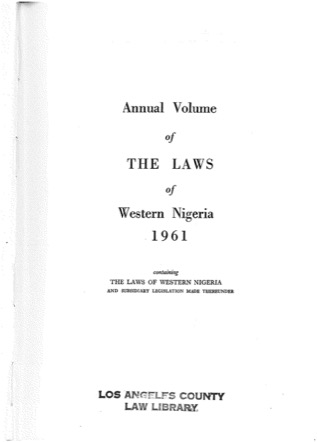 Annual Volume
of
THE LAWS
of
Western Nigeria
1961
containing
THE LAWS OF WESTERN NIGERIA
AND SUBSIDIARY LEGISLATION MADE THEREUNDER
LOS ANGELES COUNTY
LAW LIBRARY